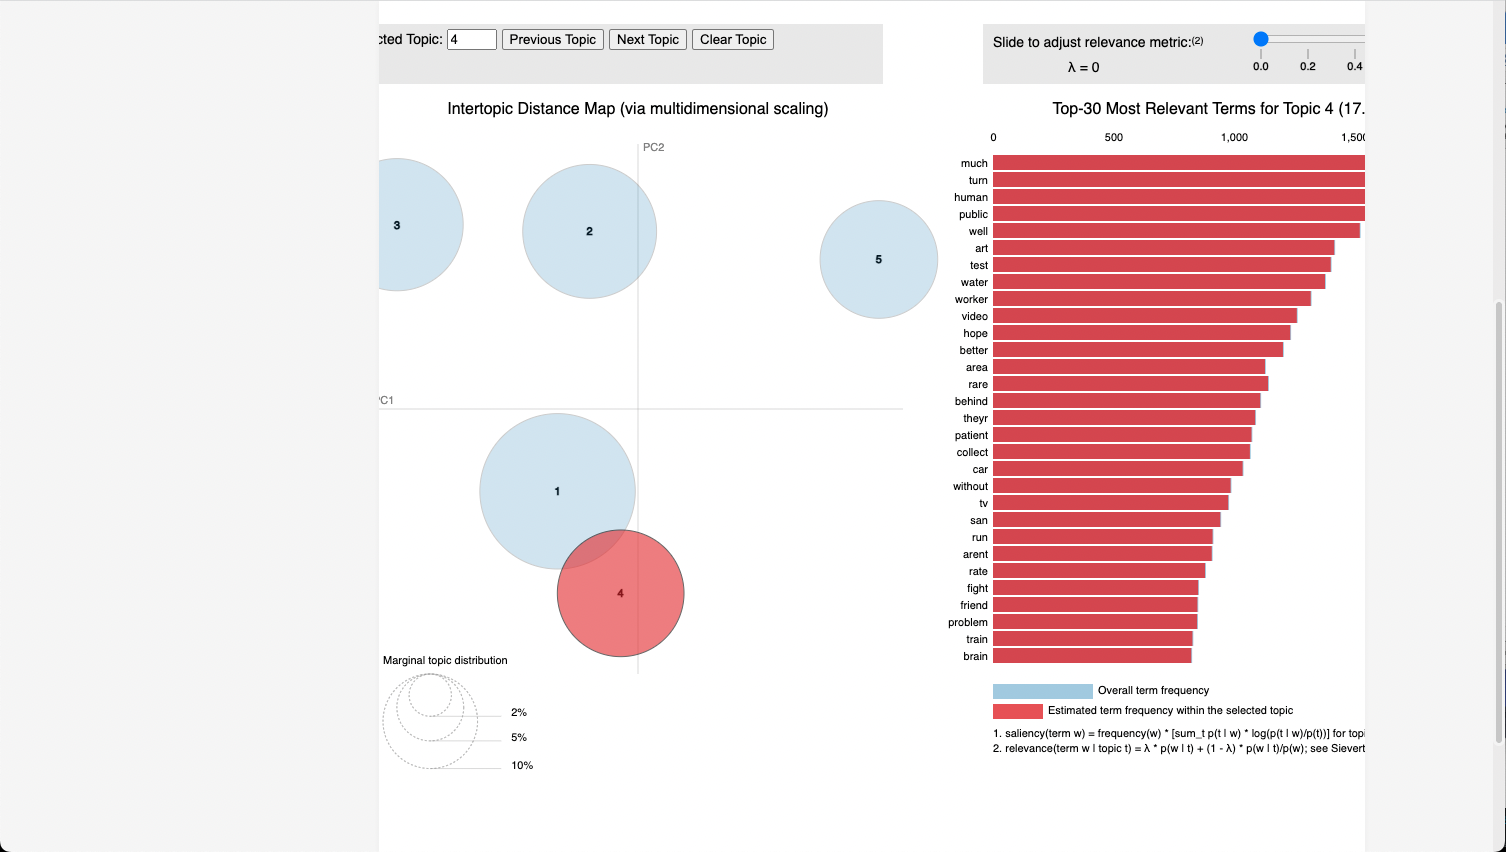 cted Topic: 4 Previous Topic Next Topic Clear Topic
Slide to adjust relevance metric:(2)
λ = 0
0.0 0.2 0.4
Intertopic Distance Map (via multidimensional scaling)
PC2
3
2
5
PC1
1
4
Marginal topic distribution
2%
5%
10%
Top-30 Most Relevant Terms for Topic 4 (17.
0 500 1,000 1,500
much
turn
human
public
well
art
test
water
worker
video
hope
better
area
rare
behind
theyr
patient
collect
car
without
tv
san
run
arent
rate
fight
friend
problem
train
brain
Overall term frequency
Estimated term frequency within the selected topic
1. saliency(term w) = frequency(w) * [sum_t p(t | w) * log(p(t | w)/p(t))] for topi
2. relevance(term w | topic t) = λ * p(w | t) + (1 - λ) * p(w | t)/p(w); see Sievert